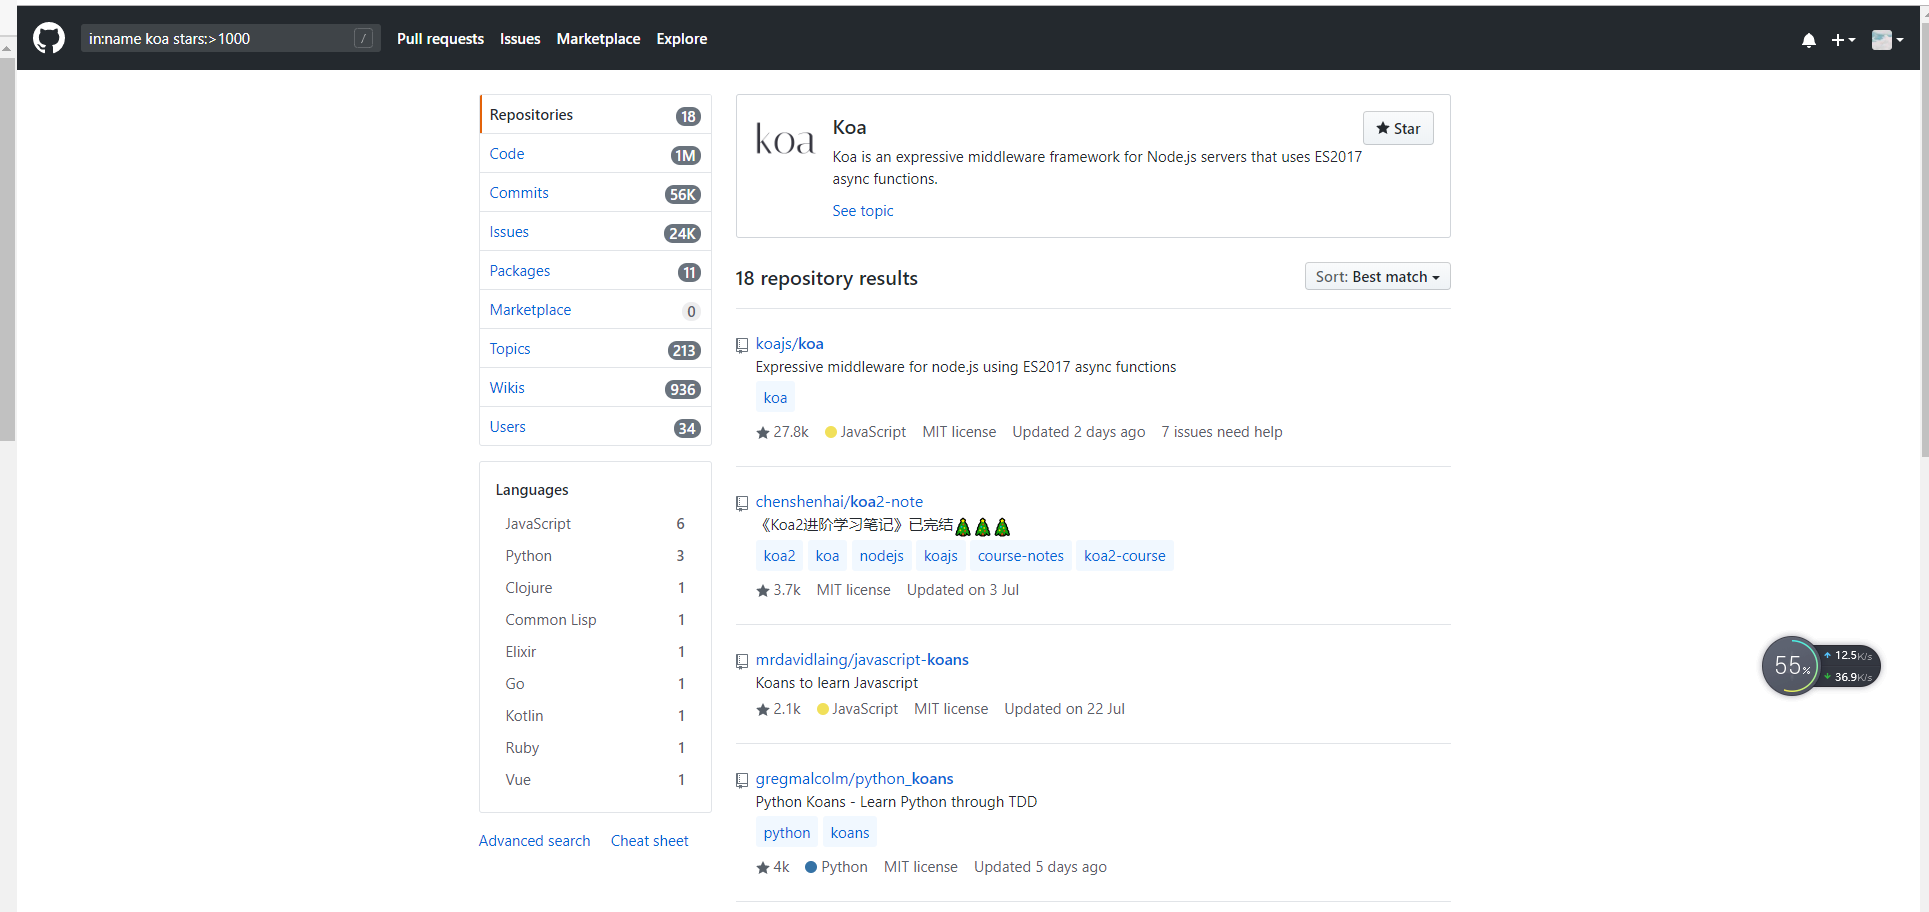 in:name koa stars:>1000 / Pull requests Issues Marketplace Explore
Repositories 18
Code 1M
Commits 56K
Issues 24K
Packages 11
Marketplace 0
Topics 213
Wikis 936
Users 34
Languages
JavaScript 6
Python 3
Clojure 1
Common Lisp 1
Elixir 1
Go 1
Kotlin 1
Ruby 1
Vue 1
Advanced search Cheat sheet
koa
Koa
Star
Koa is an expressive middleware framework for Node.js servers that uses ES2017
async functions.
See topic
18 repository results
Sort: Best match
koajs/koa
Expressive middleware for node.js using ES2017 async functions
koa
27.8k JavaScript MIT license Updated 2 days ago 7 issues need help
chenshenhai/koa2-note
《Koa2进阶学习笔记》已完结🎄🎄🎄
koa2 koa nodejs koajs course-notes koa2-course
3.7k MIT license Updated on 3 Jul
mrdavidlaing/javascript-koans
Koans to learn Javascript
2.1k JavaScript MIT license Updated on 22 Jul
gregmalcolm/python_koans
Python Koans - Learn Python through TDD
python koans
4k Python MIT license Updated 5 days ago
55%
12.5K/s
36.9K/s